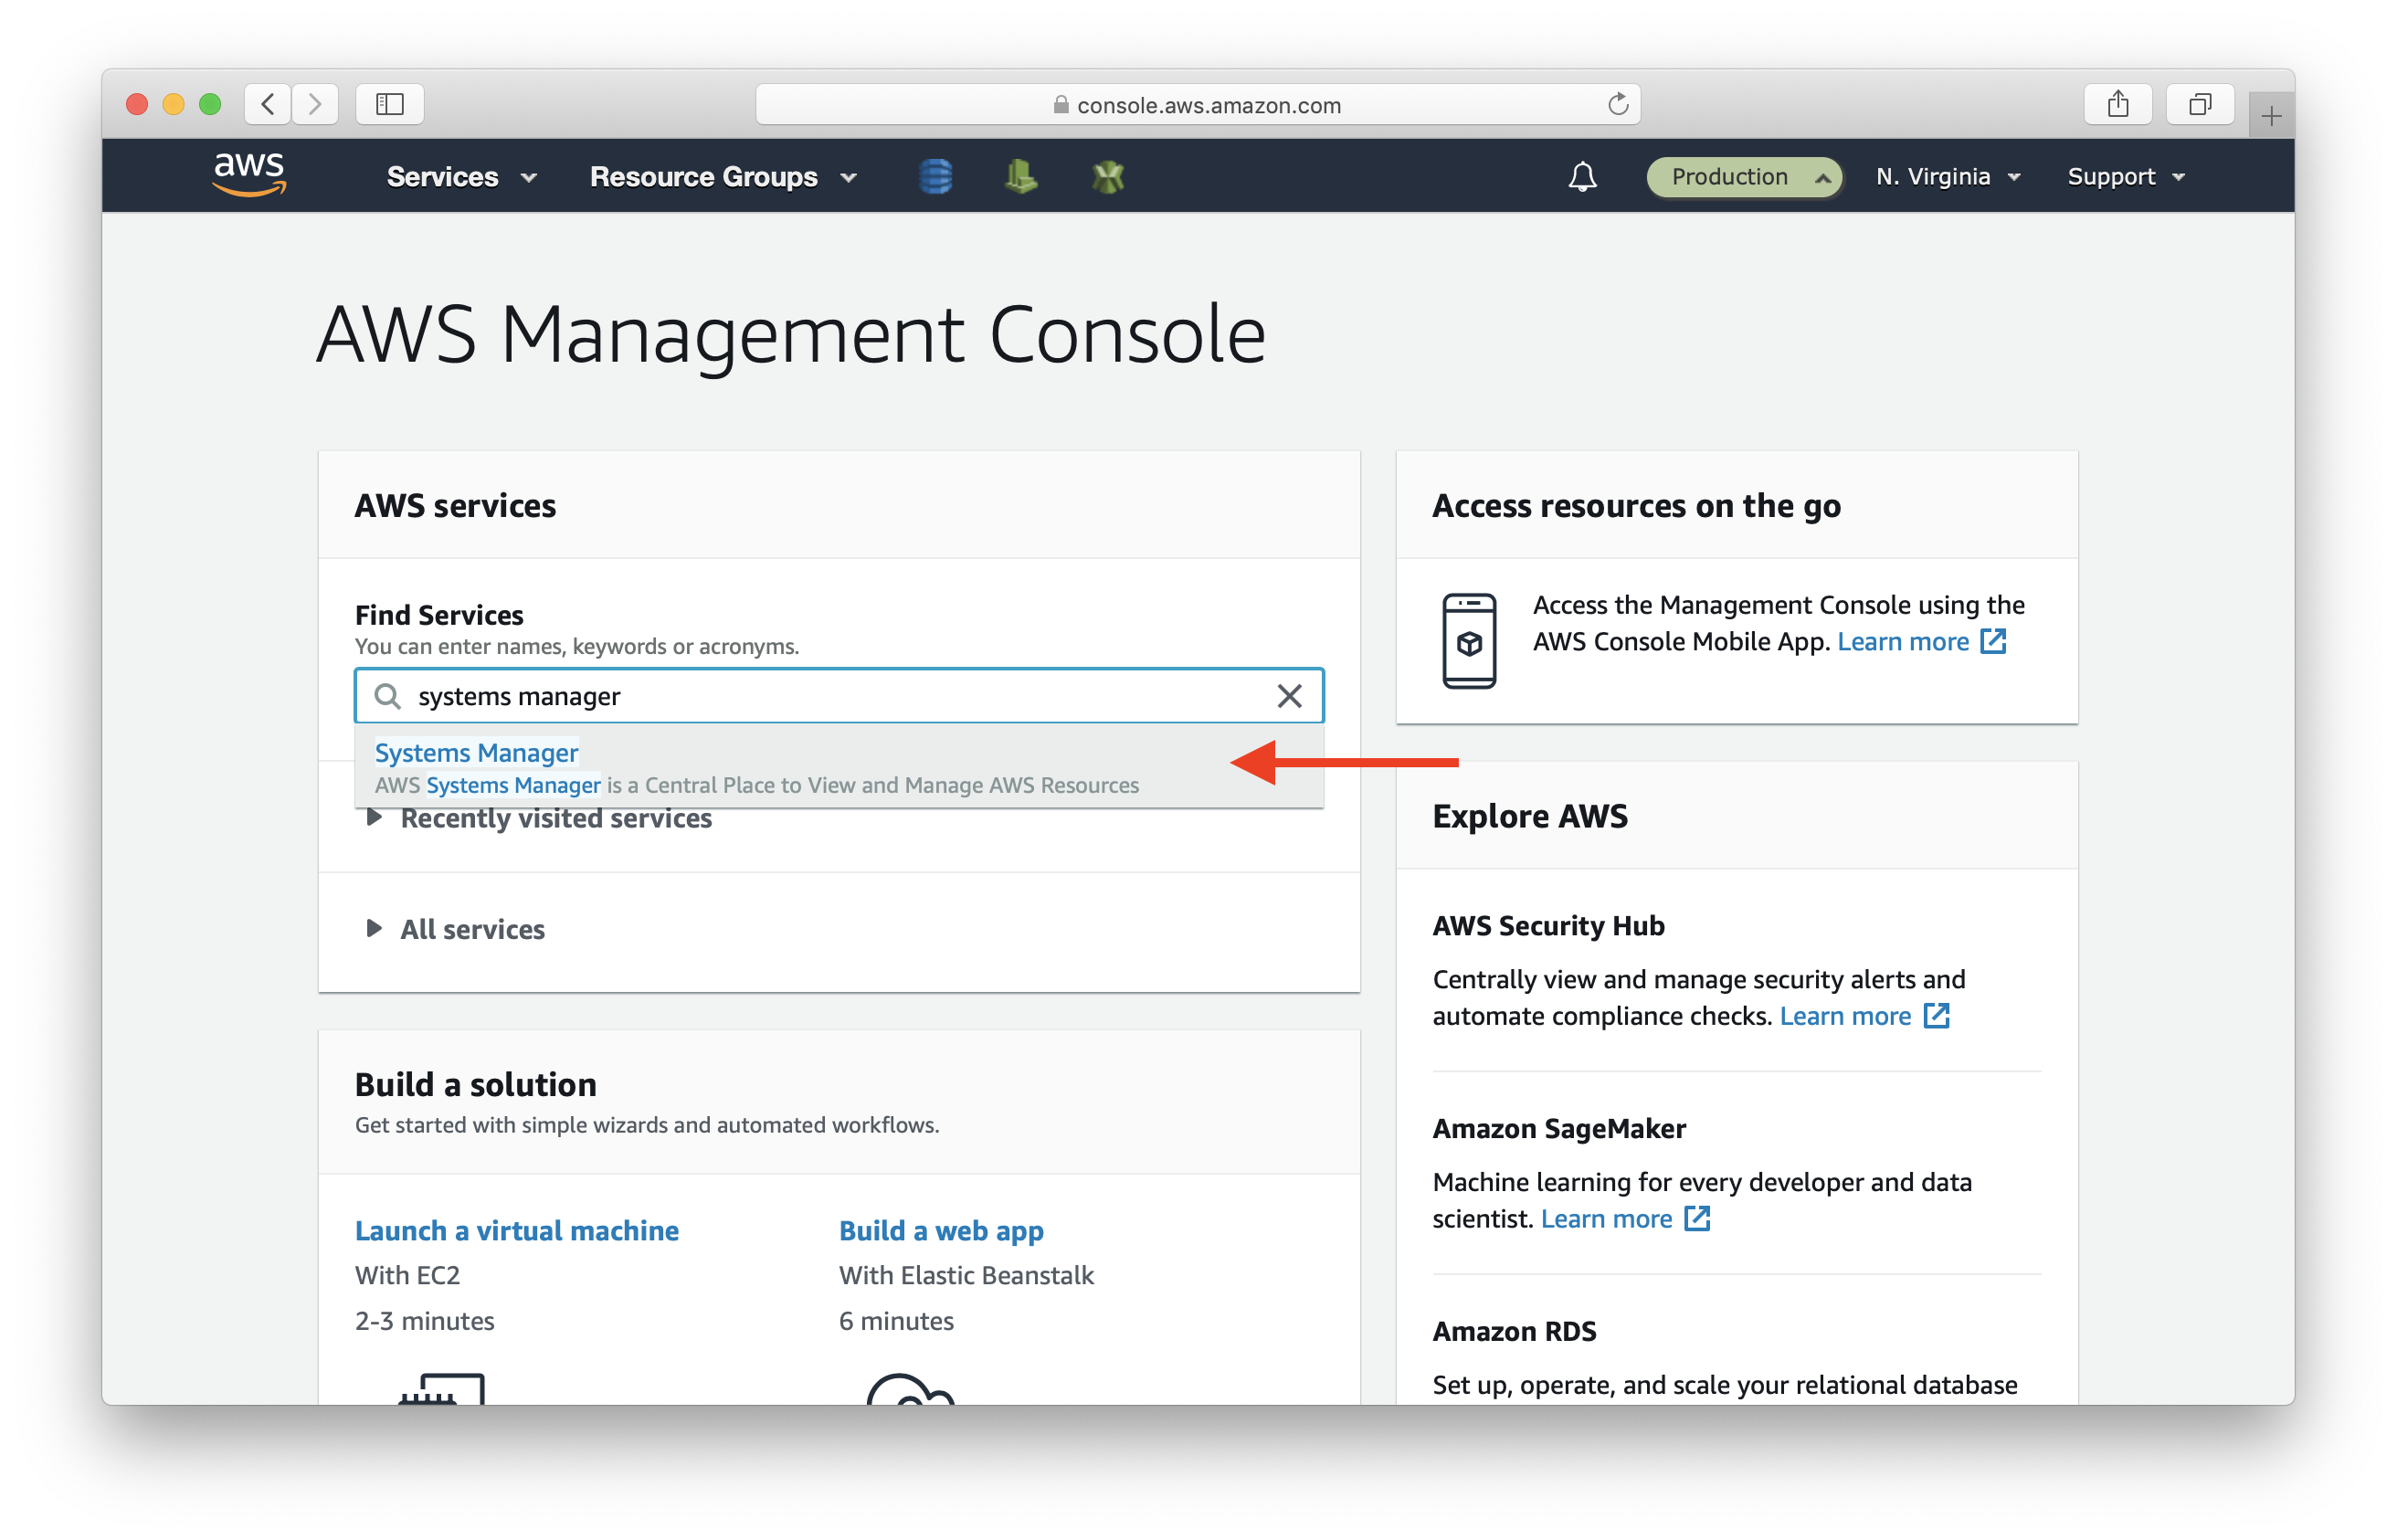 console.aws.amazon.com
aws
Services
Resource Groups
Production
N. Virginia
Support
AWS Management Console
AWS services
Find Services
You can enter names, keywords or acronyms.
systems manager
Systems Manager
AWS Systems Manager is a Central Place to View and Manage AWS Resources
Recently visited services
All services
Build a solution
Get started with simple wizards and automated workflows.
Launch a virtual machine
With EC2
2-3 minutes
Build a web app
With Elastic Beanstalk
6 minutes
Access resources on the go
Access the Management Console using the
AWS Console Mobile App. Learn more
Explore AWS
AWS Security Hub
Centrally view and manage security alerts and
automate compliance checks. Learn more
Amazon SageMaker
Machine learning for every developer and data
scientist. Learn more
Amazon RDS
Set up, operate, and scale your relational database